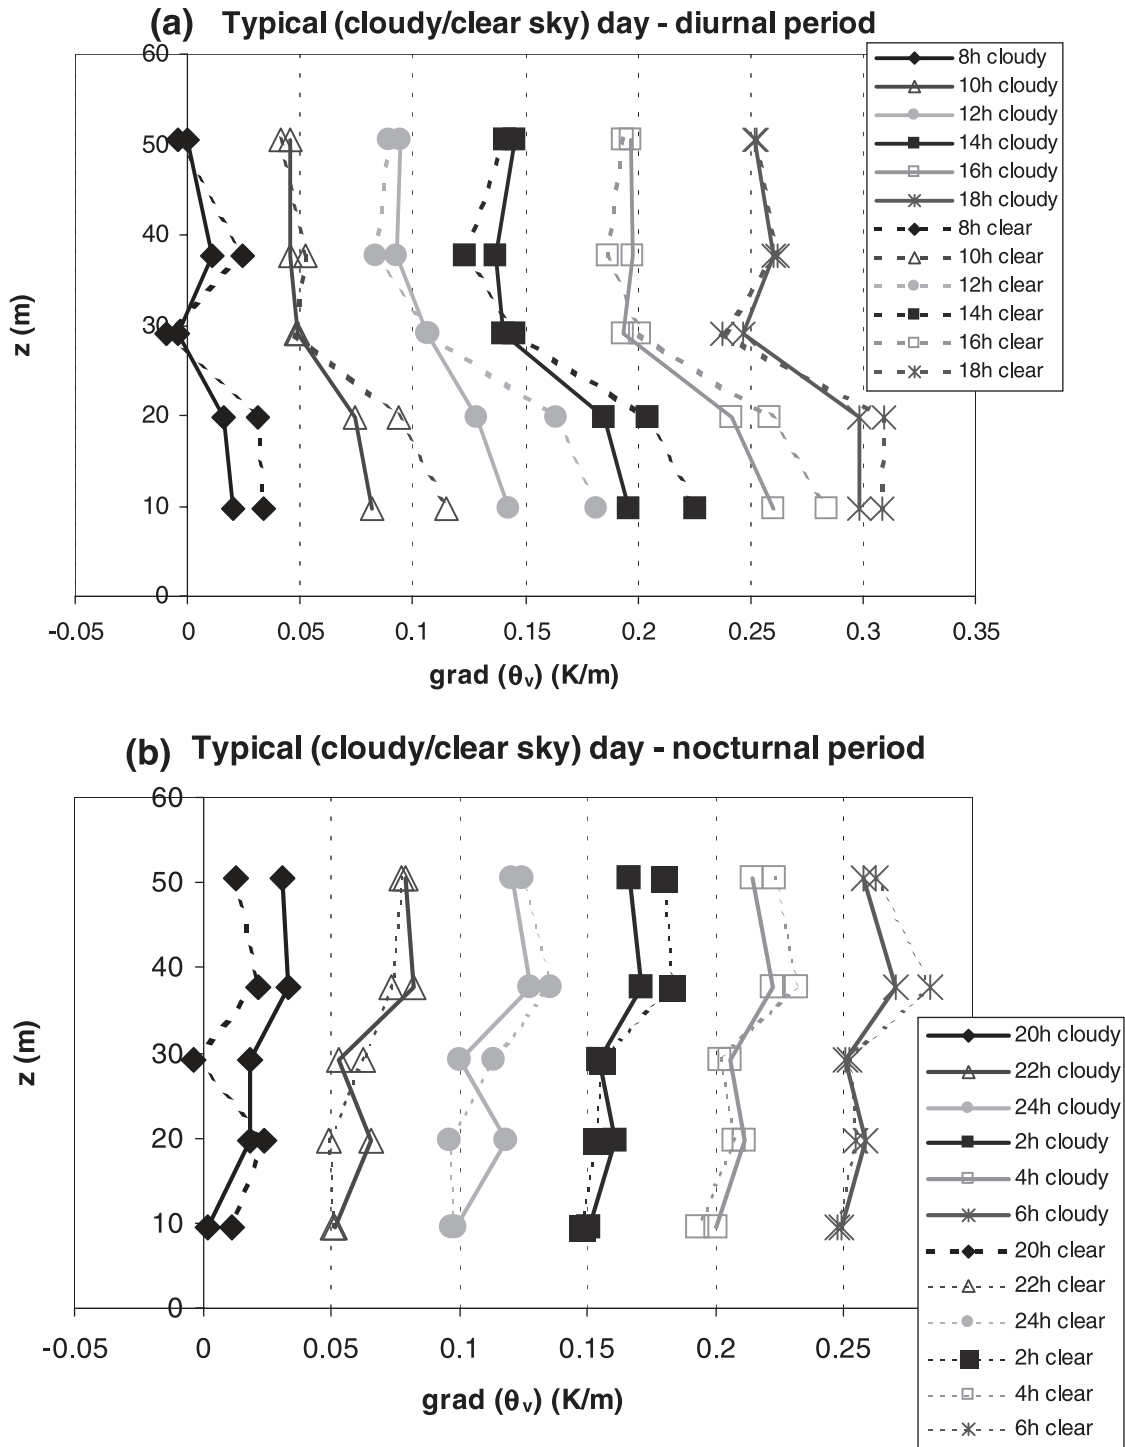 (a) Typical (cloudy/clear sky) day - diurnal period
60
50
40
30
20
10
0
z (m)
-0.05 0 0.05 0.1 0.15 0.2 0.25 0.3 0.35
grad (θv) (K/m)
8h cloudy
10h cloudy
12h cloudy
14h cloudy
16h cloudy
18h cloudy
8h clear
10h clear
12h clear
14h clear
16h clear
18h clear
(b) Typical (cloudy/clear sky) day - nocturnal period
60
50
40
30
20
10
0
z (m)
-0.05 0 0.05 0.1 0.15 0.2 0.25
grad (θv) (K/m)
20h cloudy
22h cloudy
24h cloudy
2h cloudy
4h cloudy
6h cloudy
20h clear
22h clear
24h clear
2h clear
4h clear
6h clear